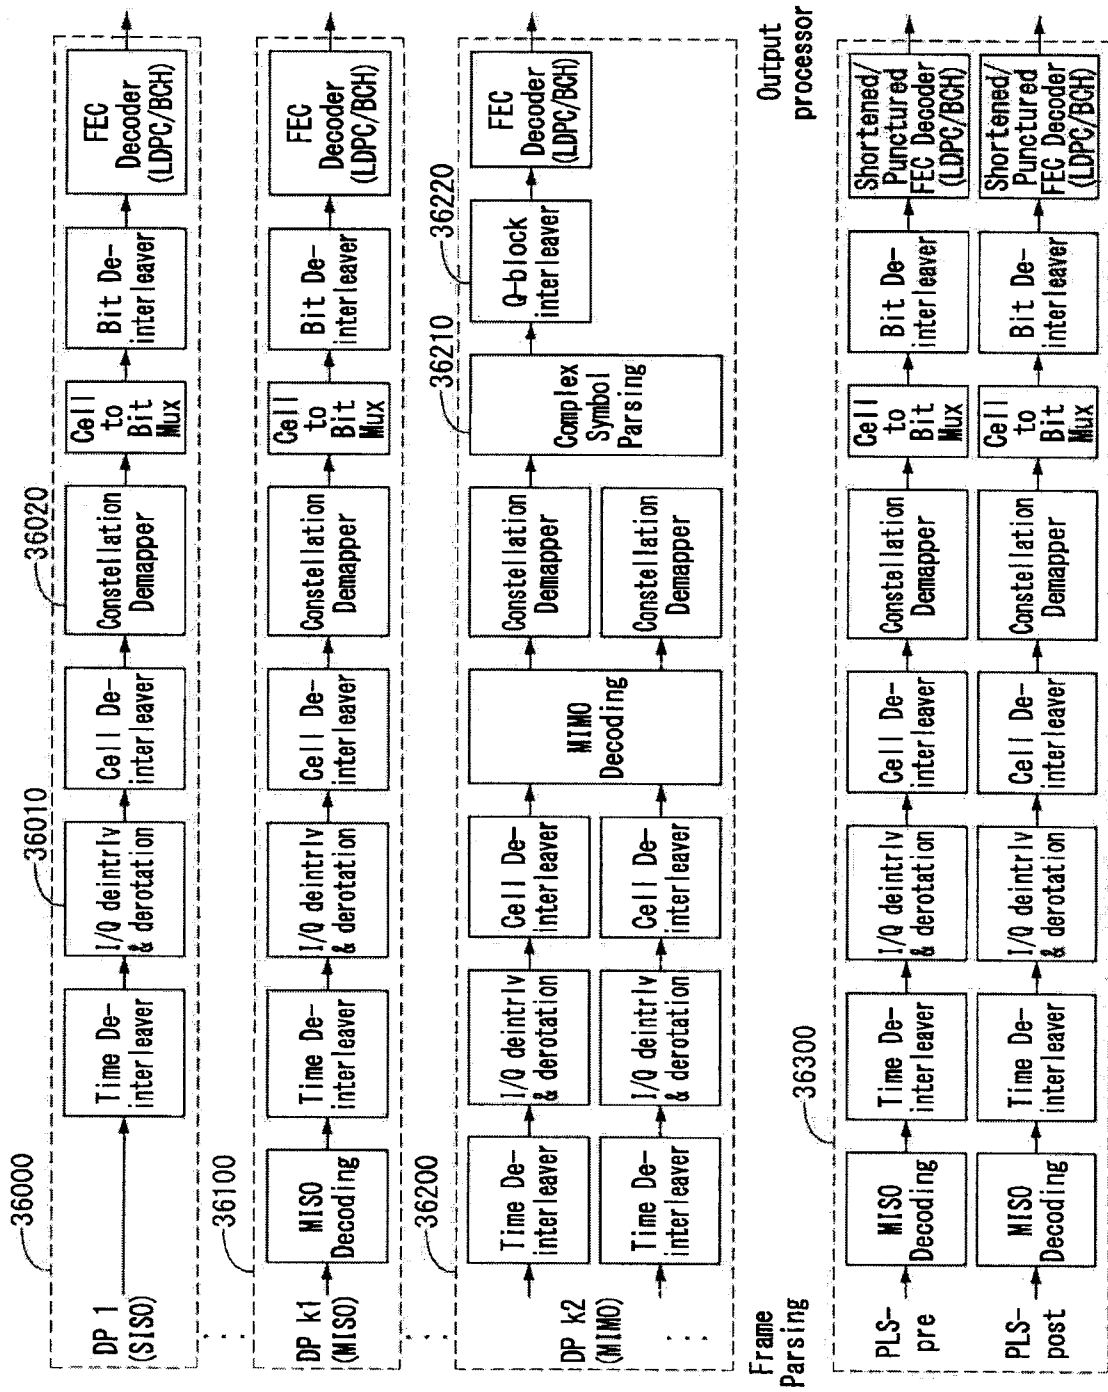 36000
DP 1
(SISO)
Time De-
interleaver
36010
I/Q deintrlv
& derotation
Cell De-
interleaver
36020
Constellation
Demapper
Cell
to
Bit
Mux
Bit De-
interleaver
FEC
Decoder
(LDPC/BCH)
36100
DP k1
(MISO)
MISO
Decoding
Time De-
interleaver
I/Q deintrlv
& derotation
Cell De-
interleaver
Constellation
Demapper
Cell
to
Bit
Mux
Bit De-
interleaver
FEC
Decoder
(LDPC/BCH)
36200
DP k2
(MIMO)
Time De-
interleaver
I/Q deintrlv
& derotation
Cell De-
interleaver
Time De-
interleaver
I/Q deintrlv
& derotation
Cell De-
interleaver
MIMO
Decoding
Constellation
Demapper
Constellation
Demapper
36210
Complex
Symbol
Parsing
36220
Q-block
interleaver
FEC
Decoder
(LDPC/BCH)
Frame
Parsing
Output
processor
36300
PLS-
pre
MISO
Decoding
Time De-
interleaver
I/Q deintrlv
& derotation
Cell De-
interleaver
Constellation
Demapper
Cell
to
Bit
Mux
Bit De-
interleaver
Shortened/
Punctured
FEC Decoder
(LDPC/BCH)
PLS-
post
MISO
Decoding
Time De-
interleaver
I/Q deintrlv
& derotation
Cell De-
interleaver
Constellation
Demapper
Cell
to
Bit
Mux
Bit De-
interleaver
Shortened/
Punctured
FEC Decoder
(LDPC/BCH)